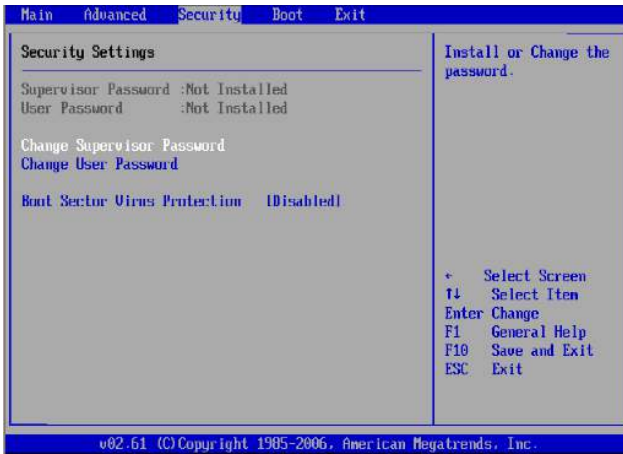 Main Advanced Security Boot Exit
Security Settings
Supervisor Password :Not Installed
User Password :Not Installed
Change Supervisor Password
Change User Password
Boot Sector Virus Protection [Disabled]
Install or Change the
password.
← Select Screen
↑↓ Select Item
Enter Change
F1 General Help
F10 Save and Exit
ESC Exit
v02.61 (C)Copyright 1985-2006, American Megatrends, Inc.